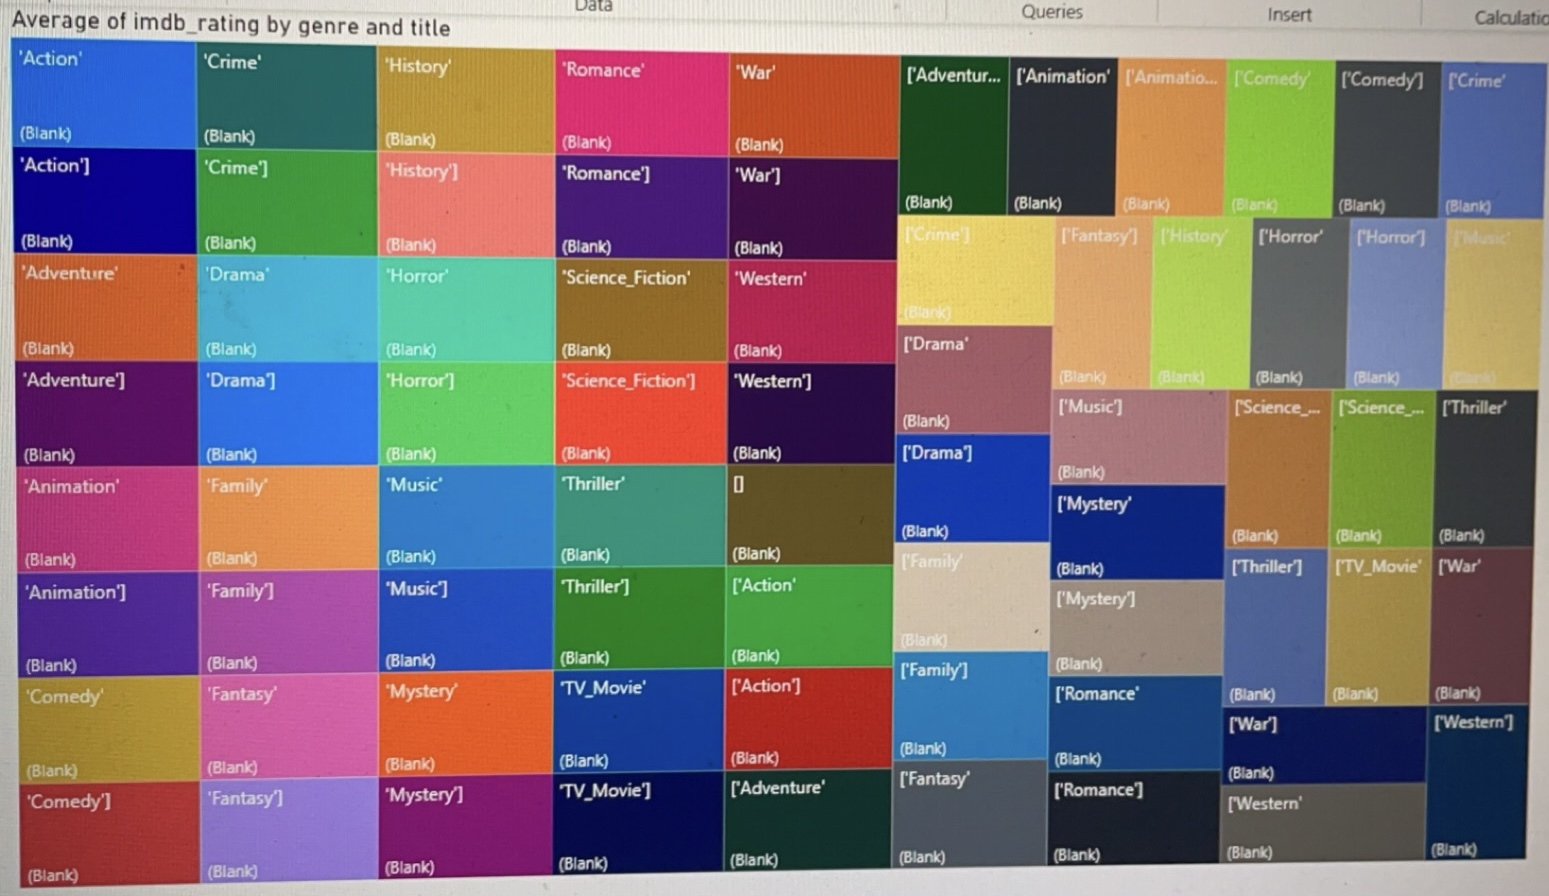 Data
Queries
Insert
Calculatio
Average of imdb_rating by genre and title
'Action'
(Blank)
'Action']
(Blank)
'Adventure'
(Blank)
'Adventure']
(Blank)
'Animation'
(Blank)
'Animation']
(Blank)
'Comedy'
(Blank)
'Comedy']
(Blank)
'Crime'
(Blank)
'Crime']
(Blank)
'Drama'
(Blank)
'Drama']
(Blank)
'Family'
(Blank)
'Family']
(Blank)
'Fantasy'
(Blank)
'Fantasy']
(Blank)
'History'
(Blank)
'History']
(Blank)
'Horror'
(Blank)
'Horror']
(Blank)
'Music'
(Blank)
'Music']
(Blank)
'Mystery'
(Blank)
'Mystery']
(Blank)
'Romance'
(Blank)
'Romance']
(Blank)
'Science_Fiction'
(Blank)
'Science_Fiction']
(Blank)
'Thriller'
(Blank)
'Thriller']
(Blank)
'TV_Movie'
(Blank)
'TV_Movie']
(Blank)
'War'
(Blank)
'War']
(Blank)
'Western'
(Blank)
'Western']
(Blank)
[]
(Blank)
['Action'
(Blank)
['Action']
(Blank)
['Adventure'
(Blank)
['Adventur...
(Blank)
['Animation'
(Blank)
['Animatio...
(Blank)
['Comedy'
(Blank)
['Comedy']
(Blank)
['Crime'
(Blank)
['Crime']
(Blank)
['Drama'
(Blank)
['Drama']
(Blank)
['Family'
(Blank)
['Family']
(Blank)
['Fantasy'
(Blank)
['Fantasy']
(Blank)
['History'
(Blank)
['Horror'
(Blank)
['Horror']
(Blank)
['Music'
(Blank)
['Music']
(Blank)
['Mystery'
(Blank)
['Mystery']
(Blank)
['Romance'
(Blank)
['Romance']
(Blank)
['Science_...
(Blank)
['Science_...
(Blank)
['Thriller'
(Blank)
['Thriller']
(Blank)
['TV_Movie'
(Blank)
['War'
(Blank)
['War']
(Blank)
['Western'
(Blank)
['Western']
(Blank)